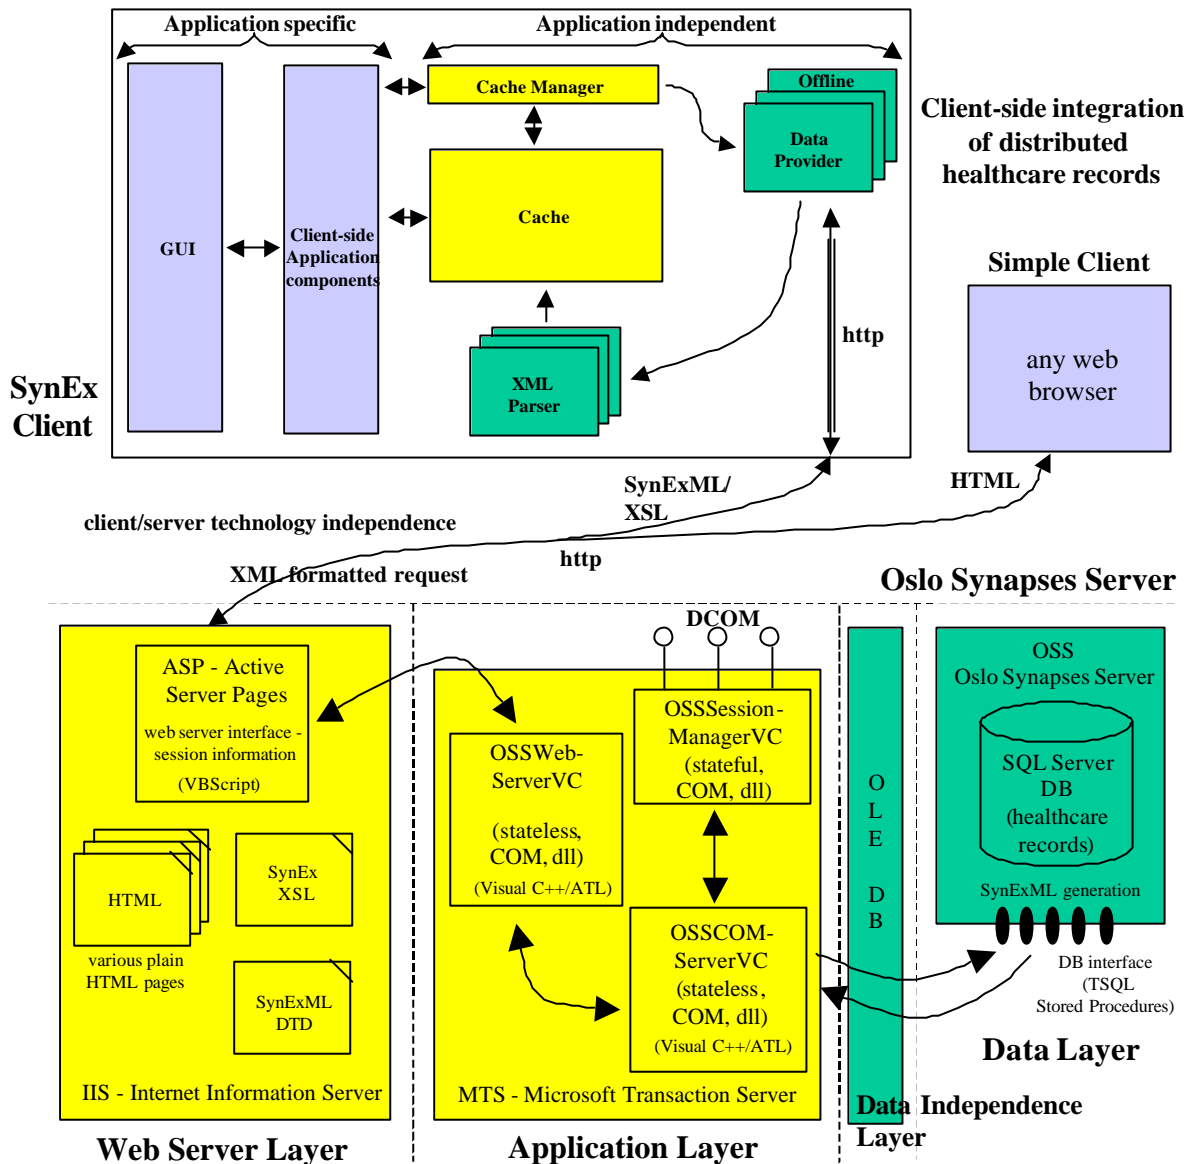 Application specific
Application independent
Cache Manager
Offline
Data
Provider
Client-side integration
of distributed
healthcare records
GUI
Client-side
Application
components
Cache
Simple Client
http
any web
browser
XML
Parser
SynEx
Client
SynExML/
XSL
HTML
client/server technology independence
http
XML formatted request
Oslo Synapses Server
DCOM
ASP - Active
Server Pages
web server interface -
session information
(VBScript)
OSSWeb-
ServerVC
(stateless,
COM, dll)
(Visual C++/ATL)
OSSSession-
ManagerVC
(stateful,
COM, dll)
O
L
E
D
B
OSS
Oslo Synapses Server
SQL Server
DB
(healthcare
records)
SynExML generation
HTML
various plain
HTML pages
SynEx
XSL
SynExML
DTD
OSSCOM-
ServerVC
(stateless,
COM, dll)
(Visual C++/ATL)
DB interface
(TSQL
Stored Procedures)
Data Layer
IIS - Internet Information Server
MTS - Microsoft Transaction Server
Data Independence
Layer
Web Server Layer
Application Layer